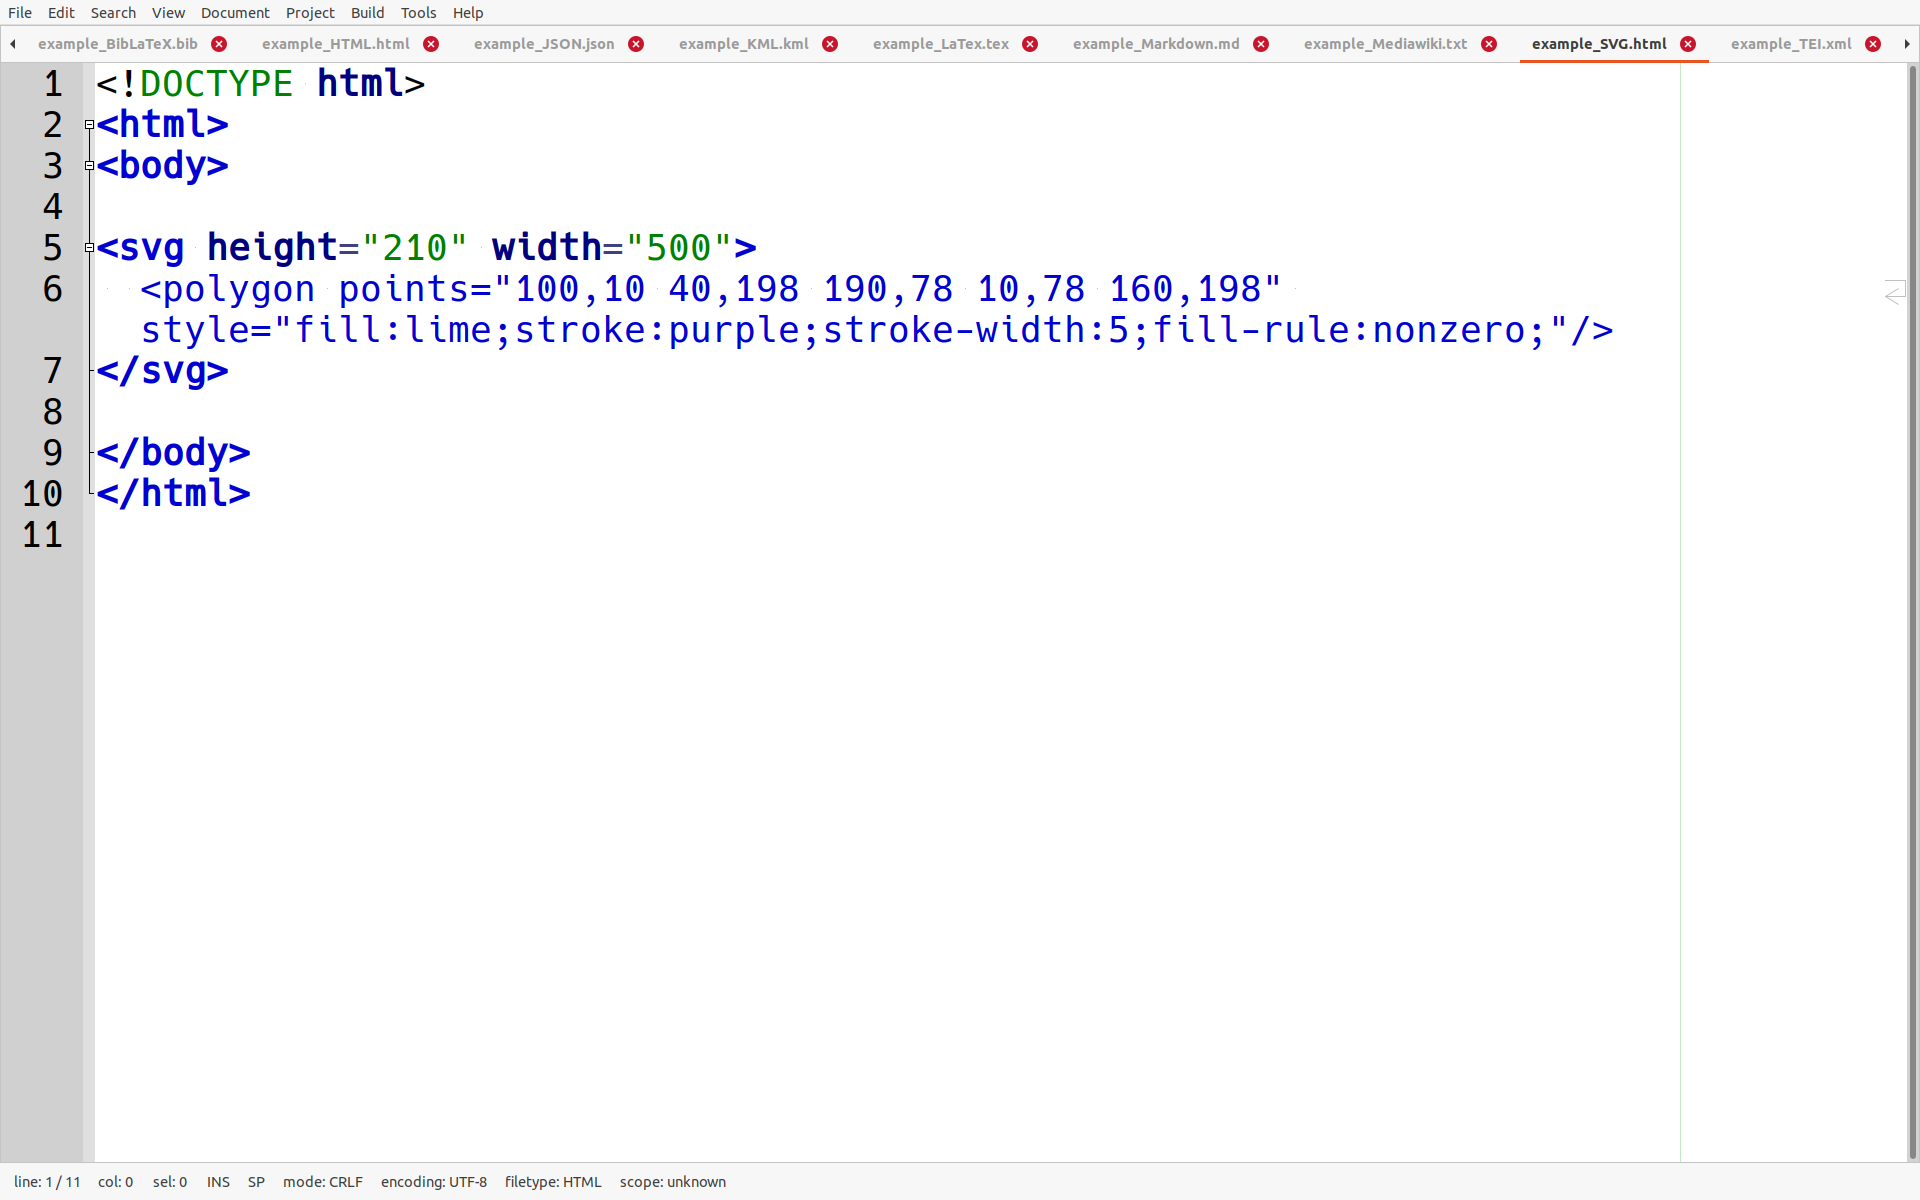 File Edit Search View Document Project Build Tools Help
example_BibLaTeX.bib example_HTML.html example_JSON.json example_KML.kml example_LaTex.tex example_Markdown.md example_Mediawiki.txt example_SVG.html example_TEI.xml
1 <!DOCTYPE html>
2 <html>
3 <body>
4
5 <svg height="210" width="500">
6 <polygon points="100,10 40,198 190,78 10,78 160,198"
style="fill:lime;stroke:purple;stroke-width:5;fill-rule:nonzero;"/>
7 </svg>
8
9 </body>
10 </html>
11
line: 1 / 11 col: 0 sel: 0 INS SP mode: CRLF encoding: UTF-8 filetype: HTML scope: unknown